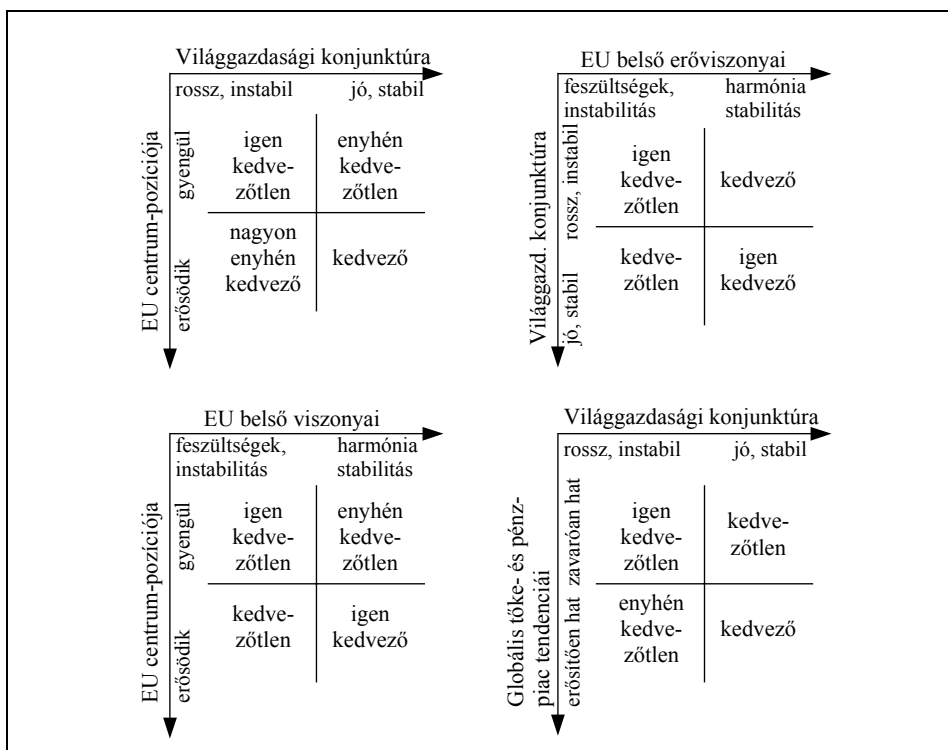 Világgazdasági konjunktúra
rossz, instabil
jó, stabil
EU centrum-pozíciója
gyengül
erősödik
igen
kedve-
zőtlen
enyhén
kedve-
zőtlen
nagyon
enyhén
kedvező
kedvező
EU belső erőviszonyai
feszültségek,
instabilitás
harmónia
stabilitás
Világgazd. konjunktúra
rossz, instabil
jó, stabil
igen
kedve-
zőtlen
kedvező
kedve-
zőtlen
igen
kedvező
EU belső viszonyai
feszültségek,
instabilitás
harmónia
stabilitás
EU centrum-pozíciója
gyengül
erősödik
igen
kedve-
zőtlen
enyhén
kedve-
zőtlen
kedve-
zőtlen
igen
kedvező
Világgazdasági konjunktúra
rossz, instabil
jó, stabil
Globális tőke- és pénz-
piac tendenciái
zavaróan hat
erősítően hat
igen
kedve-
zőtlen
kedve-
zőtlen
enyhén
kedve-
zőtlen
kedvező